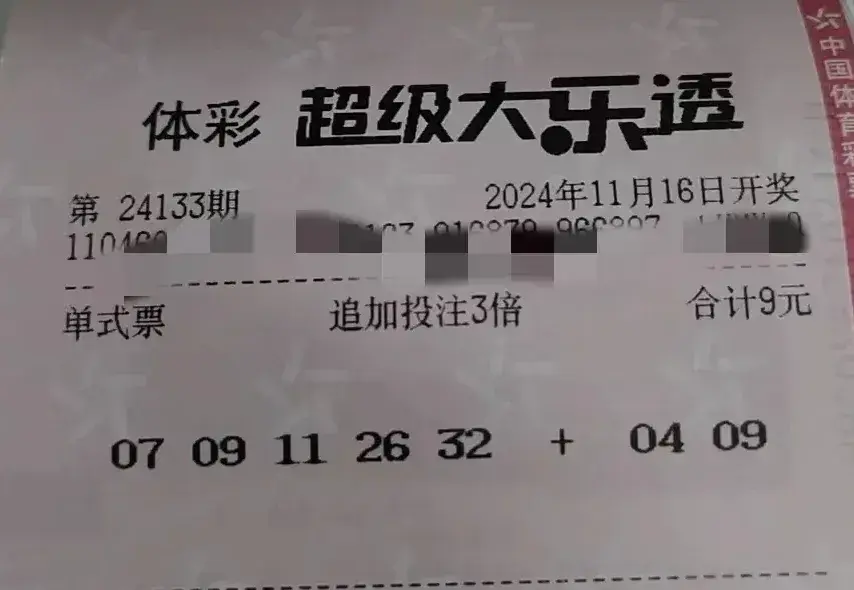 体彩 超级大乐透
第 24133期 2024年11月16日开奖
单式票 追加投注3倍 合计9元
07 09 11 26 32 + 04 09
中国体育彩票